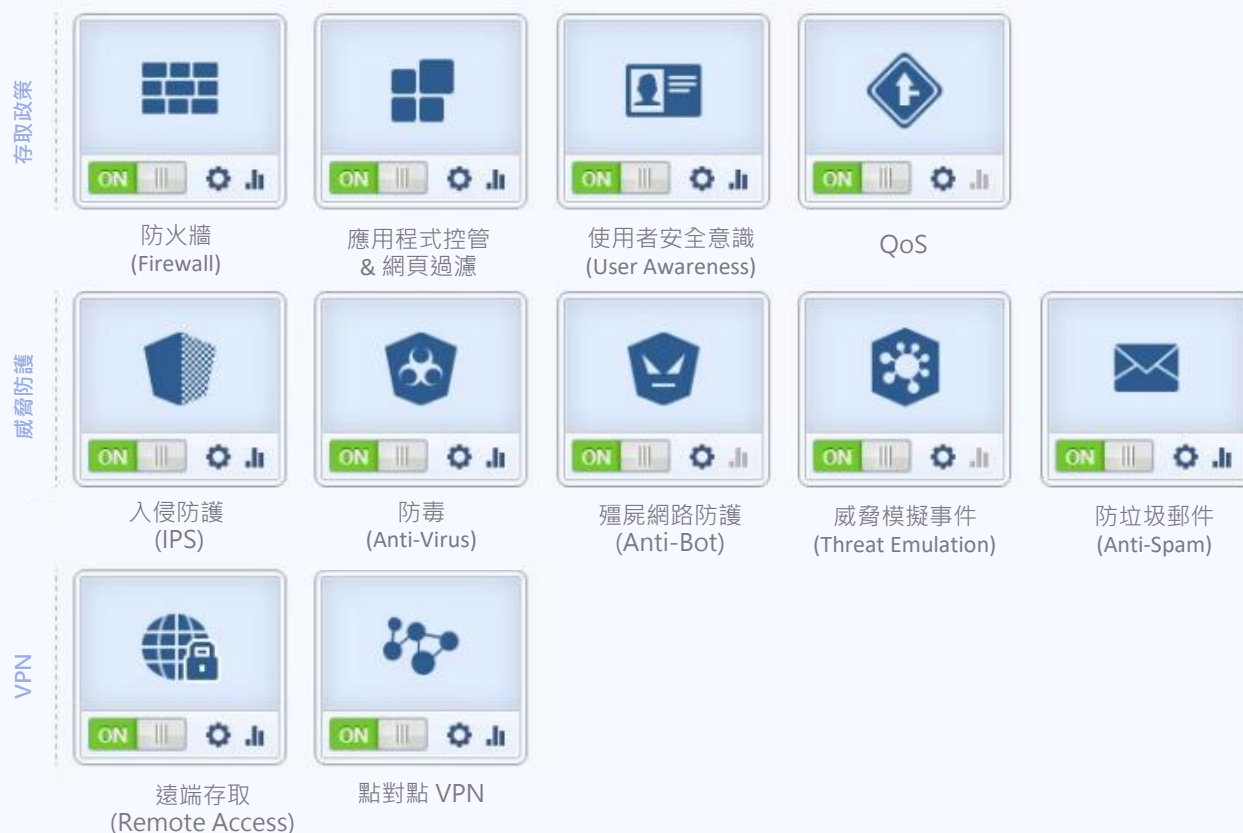 存取政策
ON
ON
ON
ON
防火牆
(Firewall)
應用程式控管
& 網頁過濾
使用者安全意識
(User Awareness)
QoS
威脅防護
ON
ON
ON
ON
ON
入侵防護
(IPS)
防毒
(Anti-Virus)
殭屍網路防護
(Anti-Bot)
威脅模擬事件
(Threat Emulation)
防垃圾郵件
(Anti-Spam)
VPN
ON
ON
遠端存取
(Remote Access)
點對點 VPN